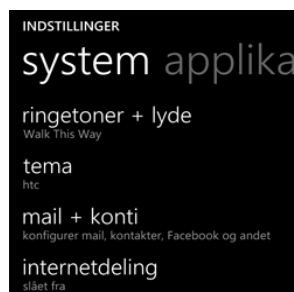 INDSTILLINGER
system applika
ringetoner + lyde
Walk This Way
tema
htc
mail + konti
konfigurer mail, kontakter, Facebook og andet
internetdeling
slået fra